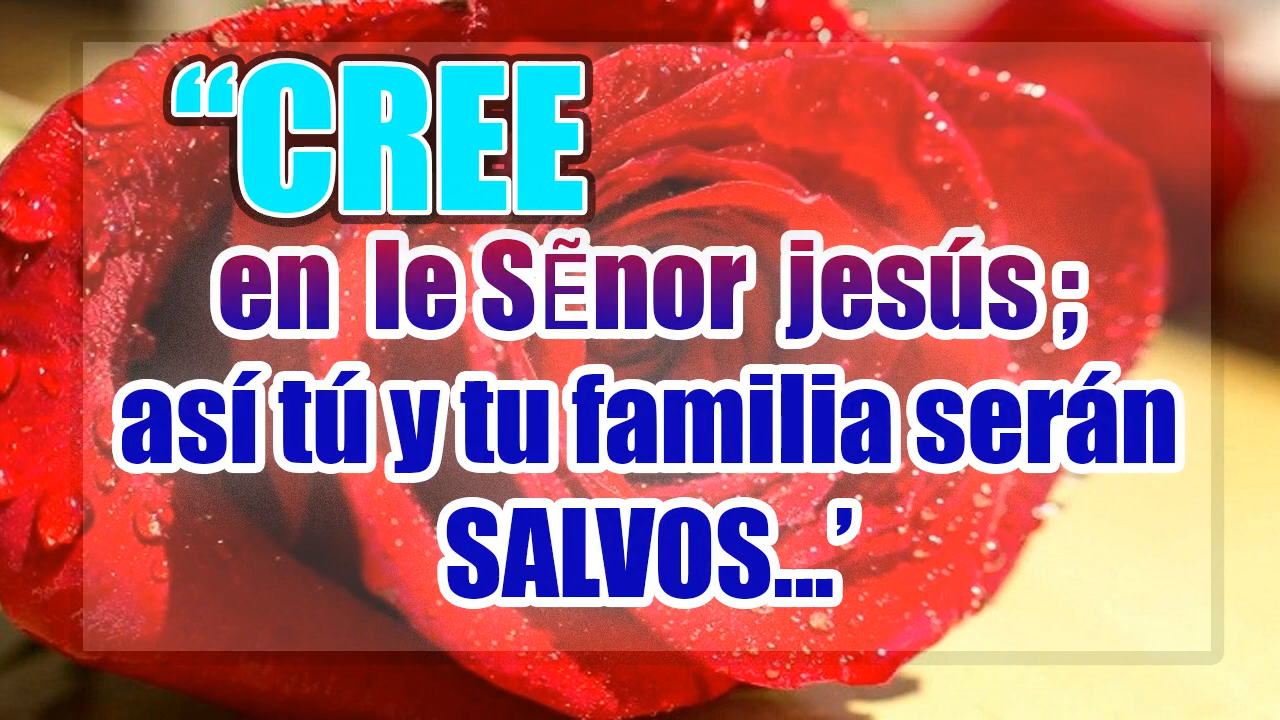 “CREE
en le SẼnor jesús ;
así tú y tu familia serán
SALVOS...’